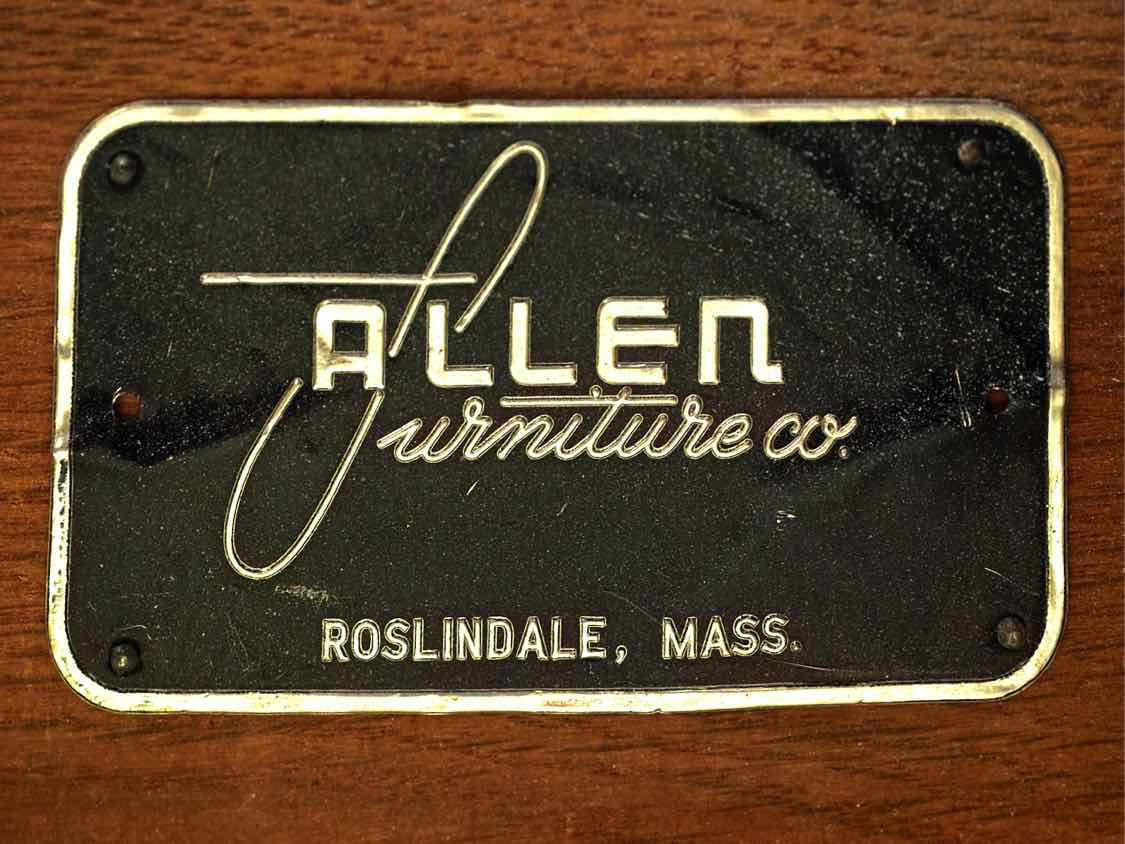 ALLEN
Furniture co.
ROSLINDALE, MASS.